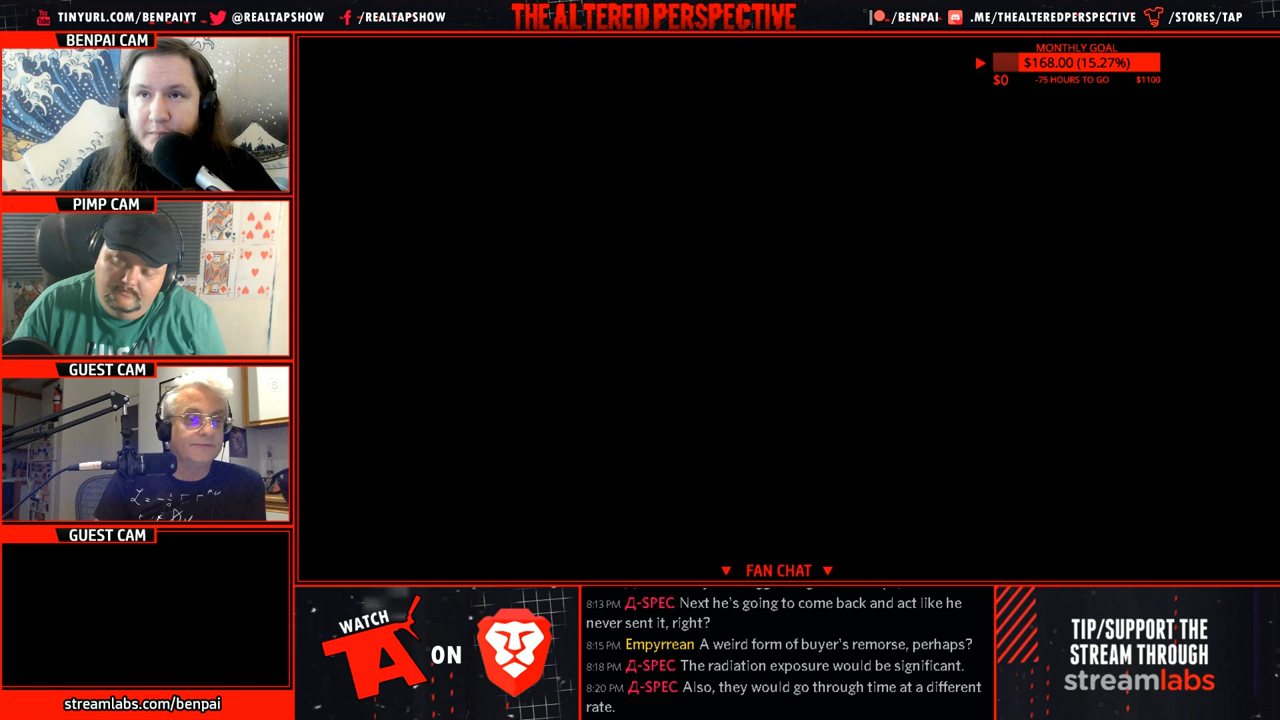 TINYURL.COM/BENPAIYT @REALTAPSHOW /REALTAPSHOW THE ALTERED PERSPECTIVE /BENPAI .ME/THEALTEREDPERSPECTIVE /STORES/TAP
BENPAI CAM
MONTHLY GOAL
$168.00 (15.27%)
$0 -75 HOURS TO GO $1100
PIMP CAM
GUEST CAM
GUEST CAM
streamlabs.com/benpai
FAN CHAT
WATCH
TA ON
8:13 PM Д-SPEC Next he's going to come back and act like he
never sent it, right?
8:15 PM Empyrrean A weird form of buyer's remorse, perhaps?
8:18 PM Д-SPEC The radiation exposure would be significant.
8:20 PM Д-SPEC Also, they would go through time at a different
rate.
TIP/SUPPORT THE
STREAM THROUGH
streamlabs